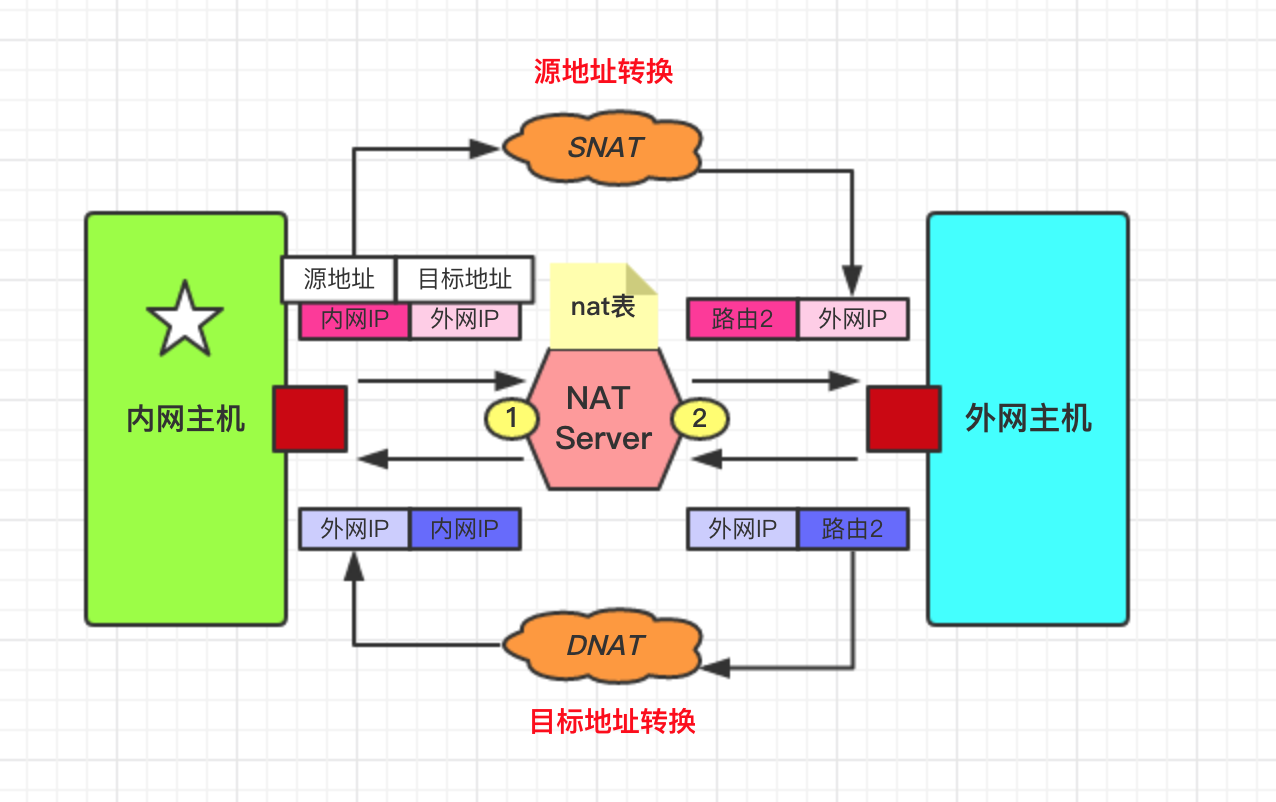 源地址转换
SNAT
源地址 目标地址
内网IP 外网IP
nat表
路由2 外网IP
内网主机
1
NAT
Server
2
外网主机
外网IP 内网IP
外网IP 路由2
DNAT
目标地址转换